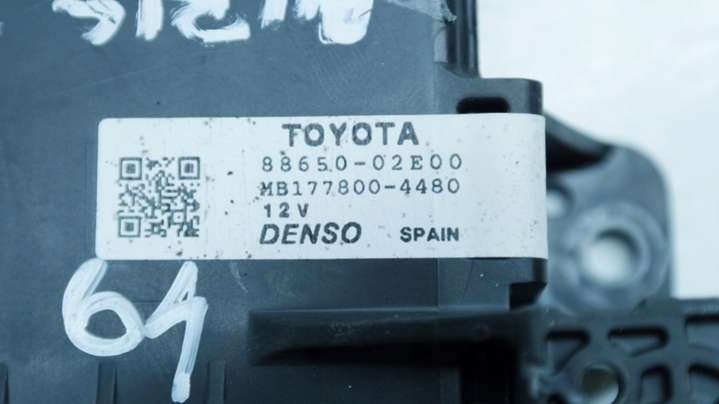 TOYOTA
88650-02E00
MB177800-4480
12V
DENSO SPAIN
64